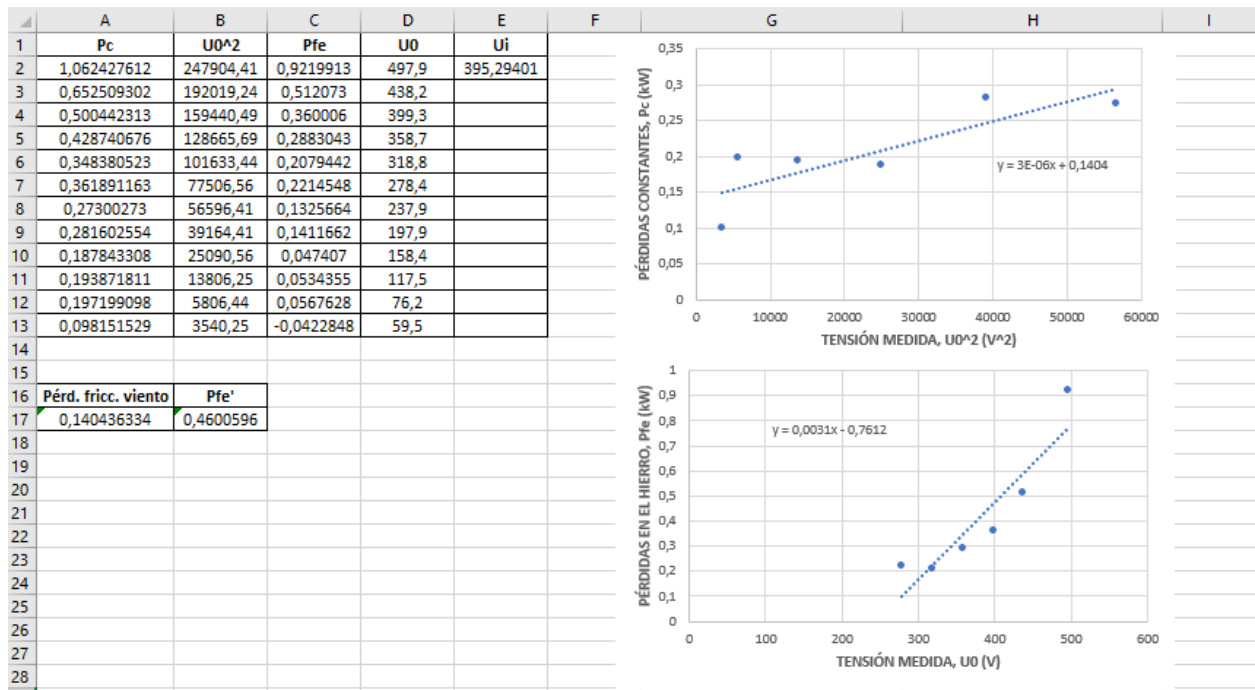 A B C D E F G H I
1 Pc U0^2 Pfe U0 Ui
2 1,062427612 247904,41 0,9219913 497,9 395,29401
3 0,652509302 192019,24 0,512073 438,2
4 0,500442313 159440,49 0,360006 399,3
5 0,428740676 128665,69 0,2883043 358,7
6 0,348380523 101633,44 0,2079442 318,8
7 0,361891163 77506,56 0,2214548 278,4
8 0,27300273 56596,41 0,1325664 237,9
9 0,281602554 39164,41 0,1411662 197,9
10 0,187843308 25090,56 0,047407 158,4
11 0,193871811 13806,25 0,0534355 117,5
12 0,197199098 5806,44 0,0567628 76,2
13 0,098151529 3540,25 -0,0422848 59,5
14
15
16 Pérd. fricc. viento Pfe'
17 0,140436334 0,4600596
18
19
20
21
22
23
24
25
26
27
28
PÉRDIDAS CONSTANTES, Pc (kW)
0,35
0,3
0,25
0,2
0,15
0,1
0,05
0
y = 3E-06x + 0,1404
0 10000 20000 30000 40000 50000 60000
TENSIÓN MEDIDA, U0^2 (V^2)
PÉRDIDAS EN EL HIERRO, Pfe (kW)
1
0,9
0,8
0,7
0,6
0,5
0,4
0,3
0,2
0,1
0
y = 0,0031x - 0,7612
0 100 200 300 400 500 600
TENSIÓN MEDIDA, U0 (V)